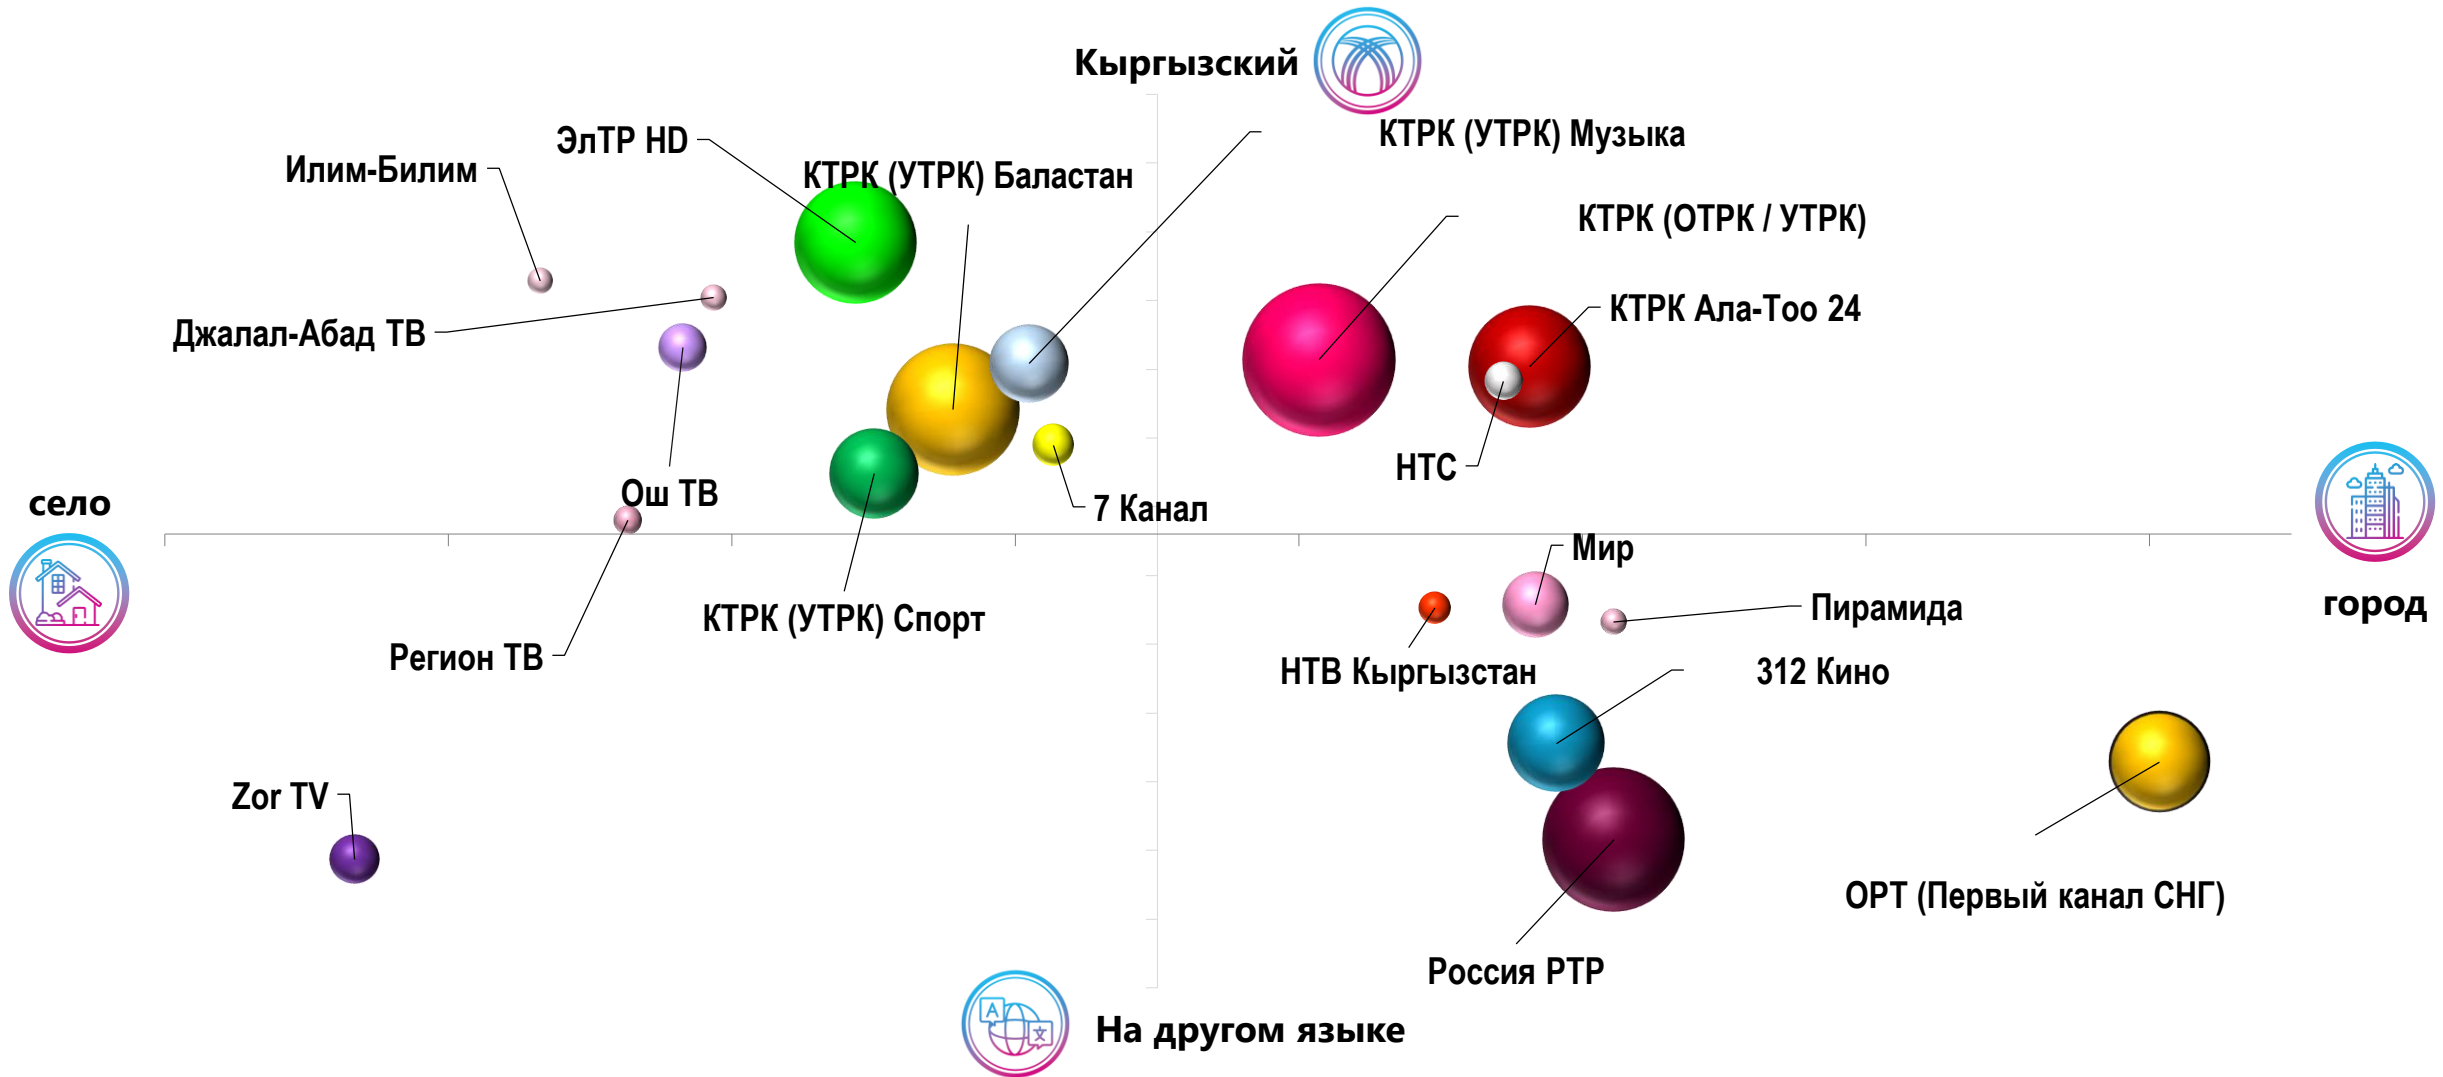 Кыргызский
КТРК (УТРК) Музыка
ЭлТР HD
Илим-Билим
КТРК (УТРК) Баластан
КТРК (ОТРК / УТРК)
КТРК Ала-Тоо 24
Джалал-Абад ТВ
НТС
Ош ТВ
село
7 Канал
Мир
город
Пирамида
КТРК (УТРК) Спорт
Регион ТВ
НТВ Кыргызстан
312 Кино
Zor TV
ОРТ (Первый канал СНГ)
Россия РТР
A
文
На другом языке